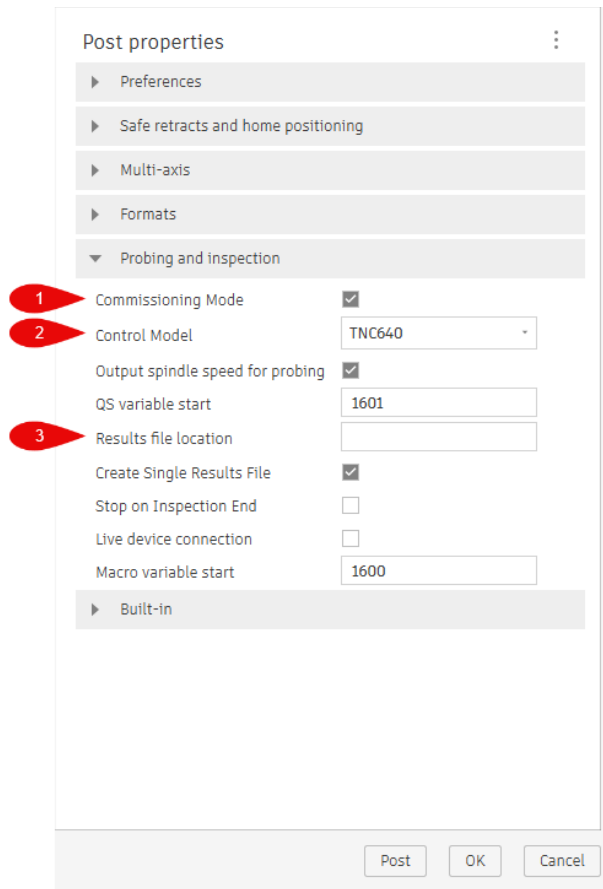 Post properties
Preferences
Safe retracts and home positioning
Multi-axis
Formats
Probing and inspection
1 Commissioning Mode
2 Control Model TNC640
Output spindle speed for probing
QS variable start 1601
3 Results file location
Create Single Results File
Stop on Inspection End
Live device connection
Macro variable start 1600
Built-in
Post OK Cancel